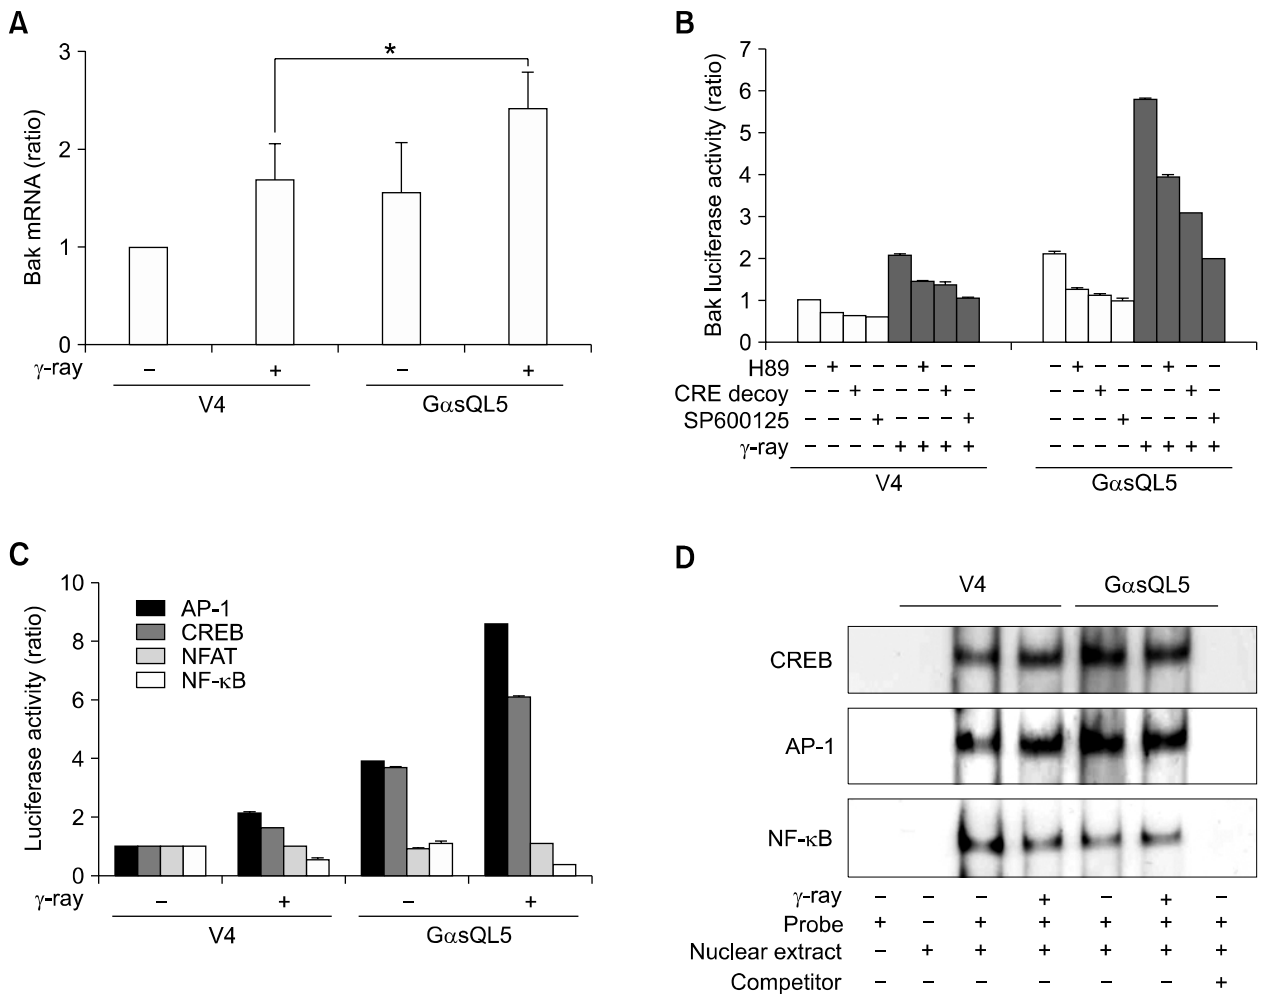 A
3
2
1
0
Bak mRNA (ratio)
*
γ-ray – + – +
V4 GαsQL5
B
7
6
5
4
3
2
1
0
Bak luciferase activity (ratio)
H89 – + – – – + – – – + – – – + – –
CRE decoy – – + – – – + – – – + – – – + –
SP600125 – – – + – – – + – – – + – – – +
γ-ray – – – – + + + + – – – – + + + +
V4 GαsQL5
C
10
8
6
4
2
0
Luciferase activity (ratio)
AP-1
CREB
NFAT
NF-κB
γ-ray – + – +
V4 GαsQL5
D
V4 GαsQL5
CREB
AP-1
NF-κB
γ-ray – – – + – + –
Probe + – + + + + +
Nuclear extract – + + + + + +
Competitor – – – – – – +